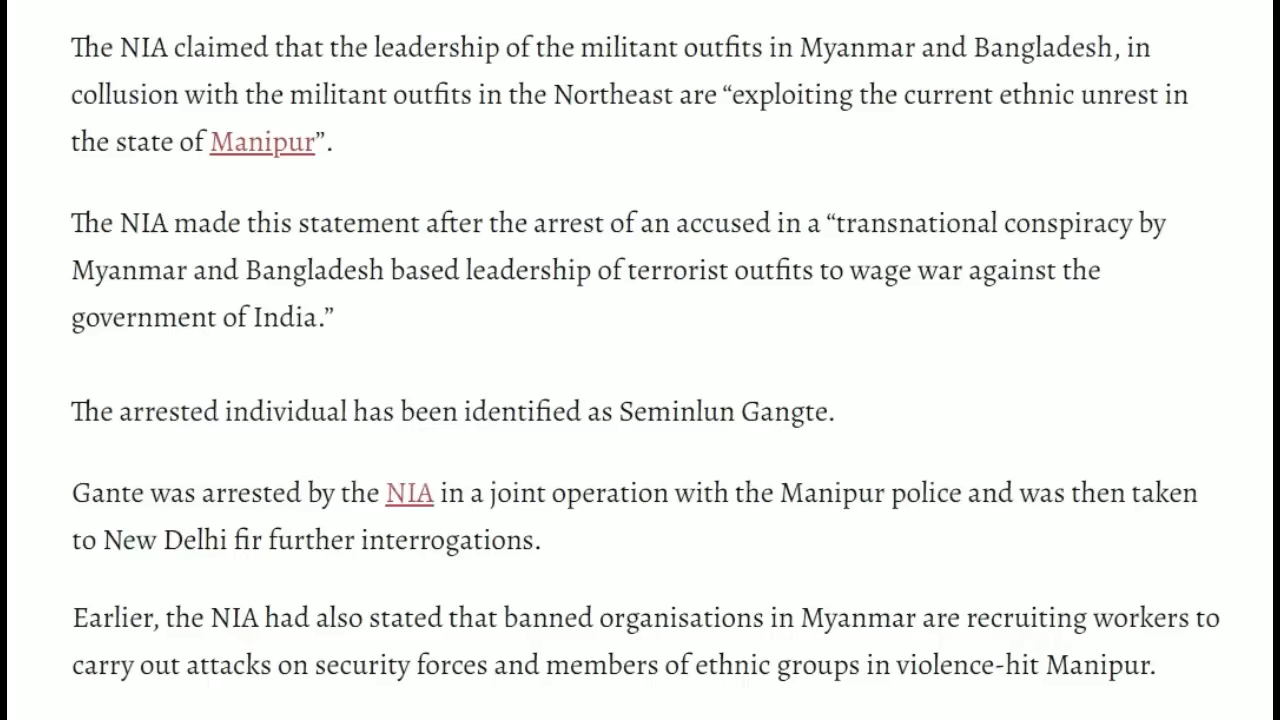 The NIA claimed that the leadership of the militant outfits in Myanmar and Bangladesh, in
collusion with the militant outfits in the Northeast are “exploiting the current ethnic unrest in
the state of Manipur”.
The NIA made this statement after the arrest of an accused in a “transnational conspiracy by
Myanmar and Bangladesh based leadership of terrorist outfits to wage war against the
government of India.”
The arrested individual has been identified as Seminlun Gangte.
Gante was arrested by the NIA in a joint operation with the Manipur police and was then taken
to New Delhi fir further interrogations.
Earlier, the NIA had also stated that banned organisations in Myanmar are recruiting workers to
carry out attacks on security forces and members of ethnic groups in violence-hit Manipur.